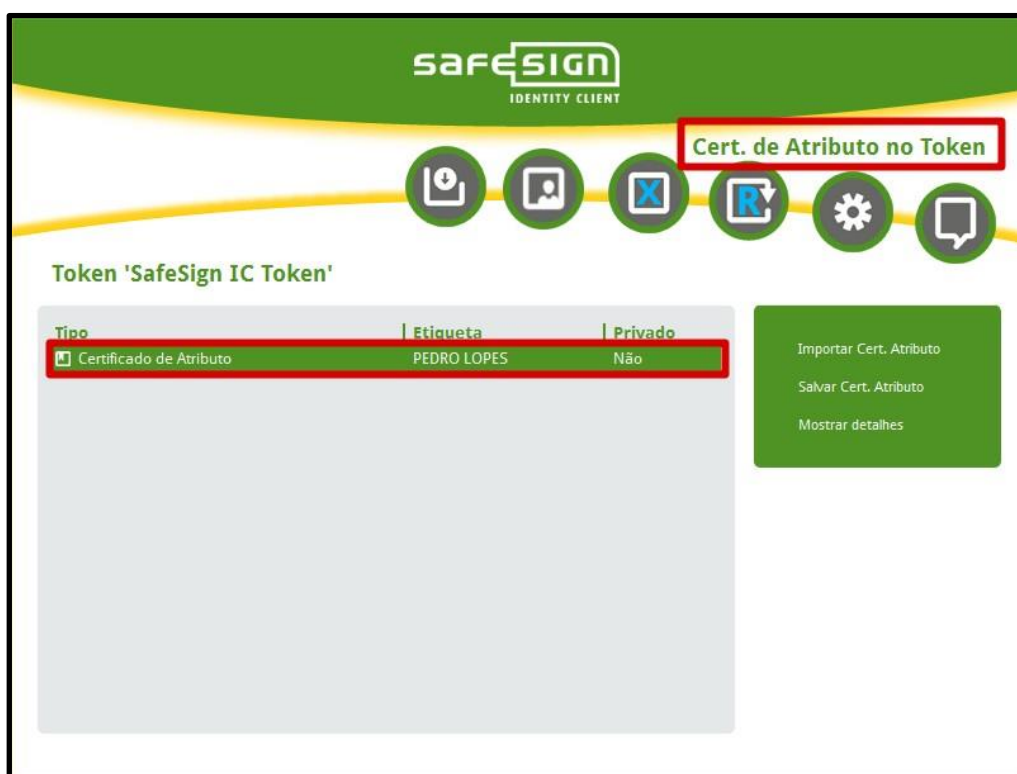 safesign
IDENTITY CLIENT
Cert. de Atributo no Token
X
R
Token 'SafeSign IC Token'
Tipo Etiqueta Privado
Certificado de Atributo PEDRO LOPES Não
Importar Cert. Atributo
Salvar Cert. Atributo
Mostrar detalhes